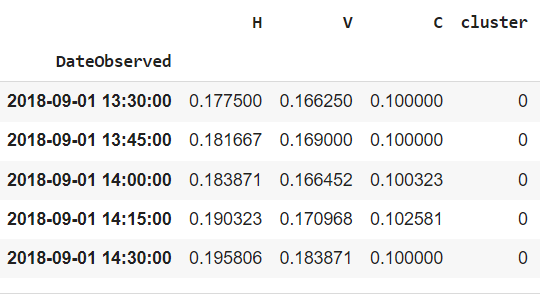 H V C cluster
DateObserved
2018-09-01 13:30:00 0.177500 0.166250 0.100000 0
2018-09-01 13:45:00 0.181667 0.169000 0.100000 0
2018-09-01 14:00:00 0.183871 0.166452 0.100323 0
2018-09-01 14:15:00 0.190323 0.170968 0.102581 0
2018-09-01 14:30:00 0.195806 0.183871 0.100000 0